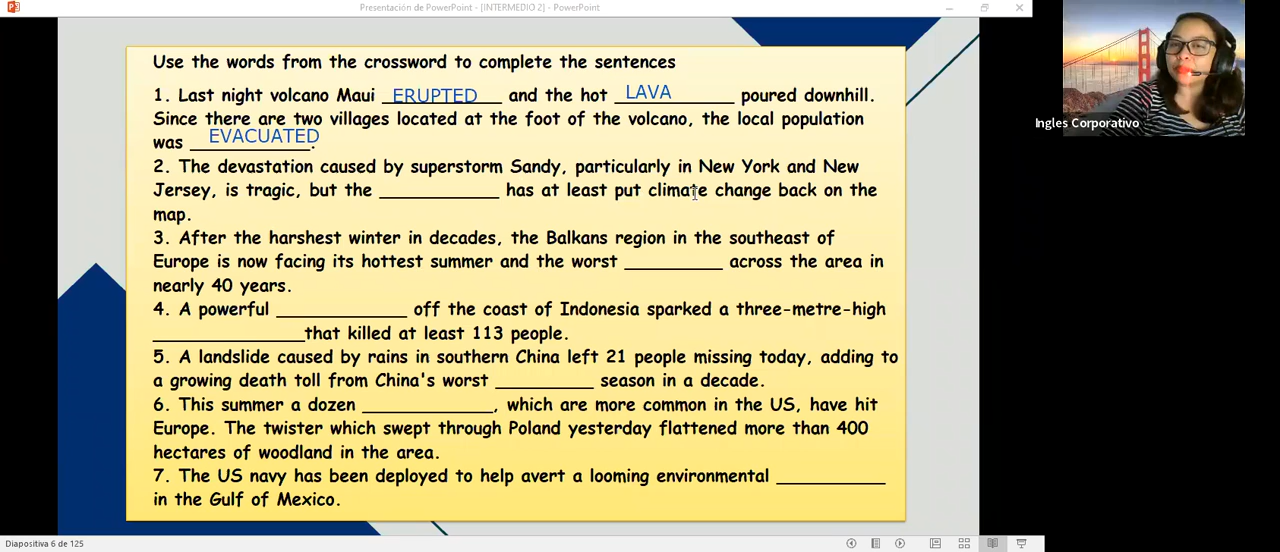 Presentación de PowerPoint - [INTERMEDIO 2] - PowerPoint
Use the words from the crossword to complete the sentences
1. Last night volcano Maui ERUPTED and the hot LAVA poured downhill.
Since there are two villages located at the foot of the volcano, the local population
was EVACUATED.
2. The devastation caused by superstorm Sandy, particularly in New York and New
Jersey, is tragic, but the ____________ has at least put climate change back on the
map.
3. After the harshest winter in decades, the Balkans region in the southeast of
Europe is now facing its hottest summer and the worst __________ across the area in
nearly 40 years.
4. A powerful _____________ off the coast of Indonesia sparked a three-metre-high
_______________that killed at least 113 people.
5. A landslide caused by rains in southern China left 21 people missing today, adding to
a growing death toll from China's worst __________ season in a decade.
6. This summer a dozen _____________, which are more common in the US, have hit
Europe. The twister which swept through Poland yesterday flattened more than 400
hectares of woodland in the area.
7. The US navy has been deployed to help avert a looming environmental ___________
in the Gulf of Mexico.
Ingles Corporativo
Diapositiva 6 de 125